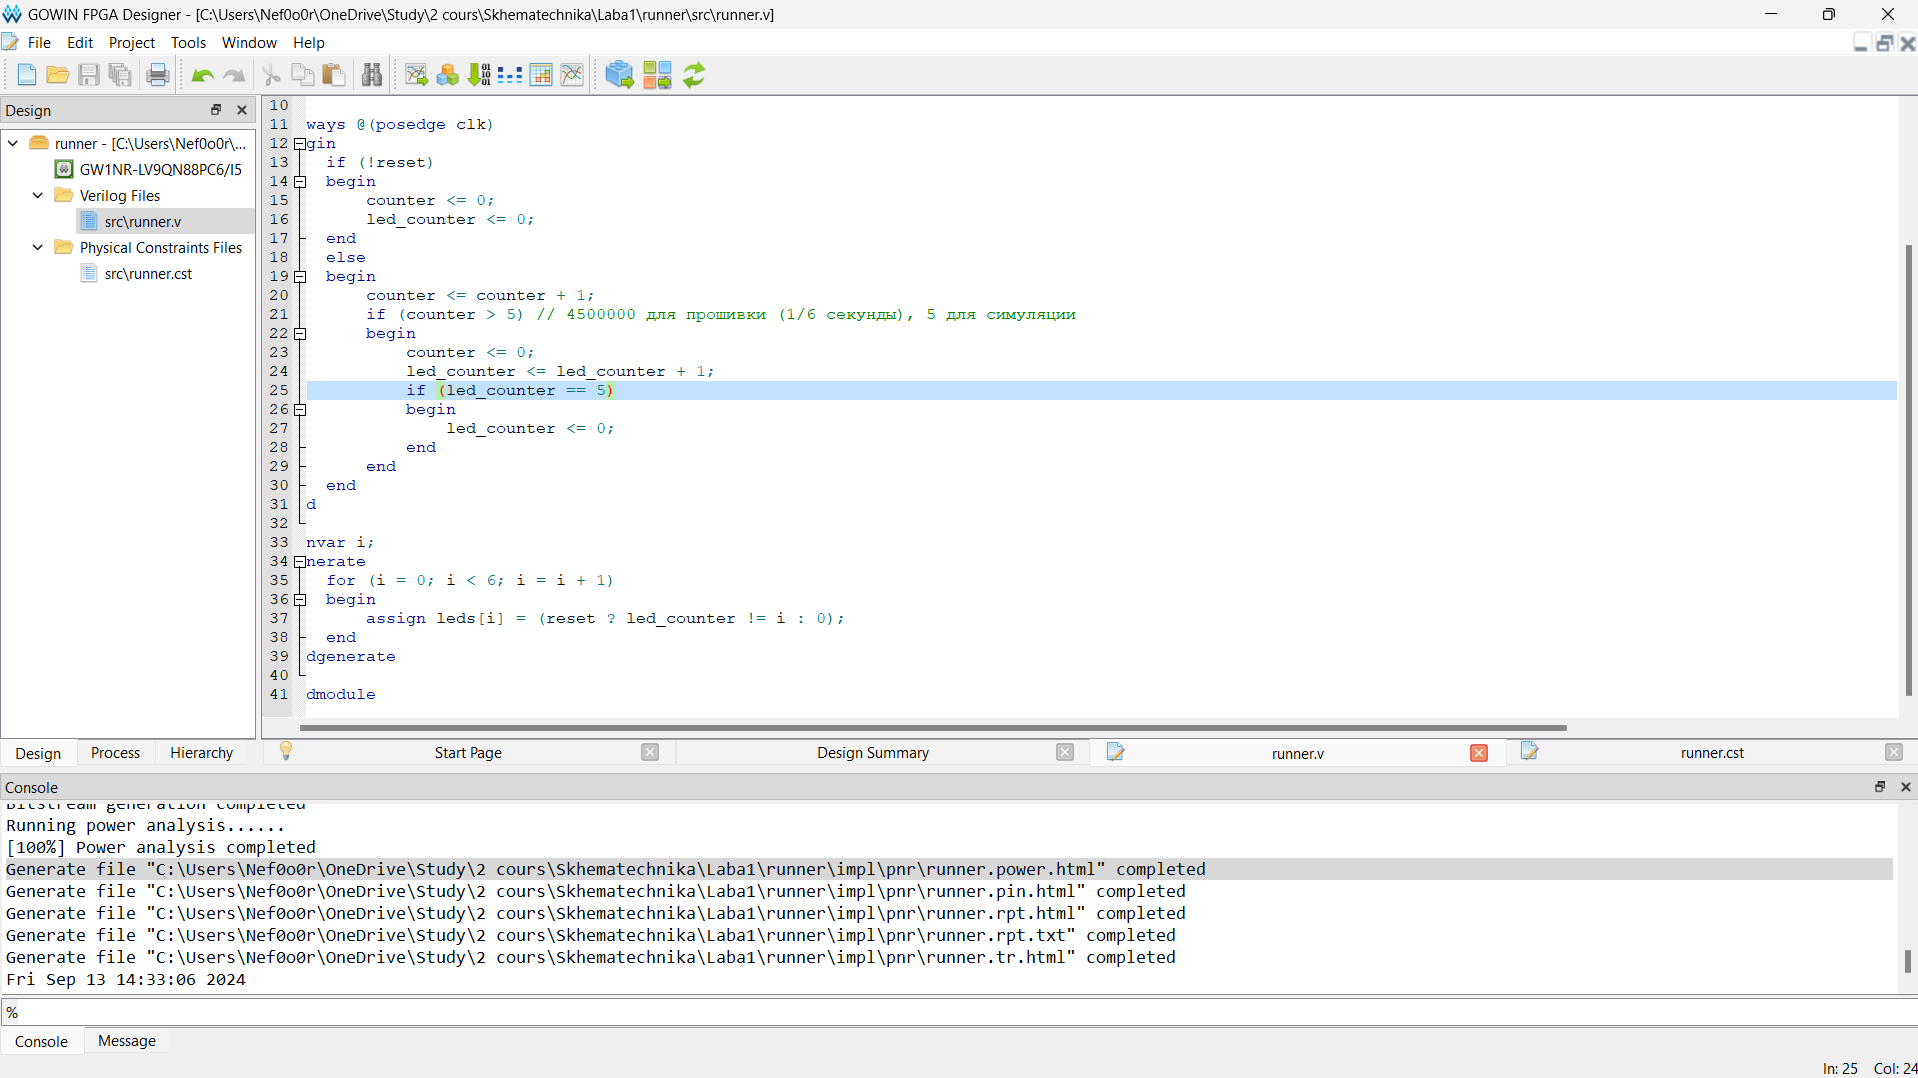 GOWIN FPGA Designer - [C:\Users\Nef0o0r\OneDrive\Study\2 cours\Skhematechnika\Laba1\runner\src\runner.v]
File Edit Project Tools Window Help
Design
runner - [C:\Users\Nef0o0r\...
GW1NR-LV9QN88PC6/I5
Verilog Files
src\runner.v
Physical Constraints Files
src\runner.cst
10
11 ways @(posedge clk)
12 gin
13 if (!reset)
14 begin
15 counter <= 0;
16 led_counter <= 0;
17 end
18 else
19 begin
20 counter <= counter + 1;
21 if (counter > 5) // 4500000 для прошивки (1/6 секунды), 5 для симуляции
22 begin
23 counter <= 0;
24 led_counter <= led_counter + 1;
25 if (led_counter == 5)
26 begin
27 led_counter <= 0;
28 end
29 end
30 end
31 d
32
33 nvar i;
34 nerate
35 for (i = 0; i < 6; i = i + 1)
36 begin
37 assign leds[i] = (reset ? led_counter != i : 0);
38 end
39 dgenerate
40
41 dmodule
Design Process Hierarchy
Start Page Design Summary runner.v runner.cst
Console
Bitstream generation completed
Running power analysis......
[100%] Power analysis completed
Generate file "C:\Users\Nef0o0r\OneDrive\Study\2 cours\Skhematechnika\Laba1\runner\impl\pnr\runner.power.html" completed
Generate file "C:\Users\Nef0o0r\OneDrive\Study\2 cours\Skhematechnika\Laba1\runner\impl\pnr\runner.pin.html" completed
Generate file "C:\Users\Nef0o0r\OneDrive\Study\2 cours\Skhematechnika\Laba1\runner\impl\pnr\runner.rpt.html" completed
Generate file "C:\Users\Nef0o0r\OneDrive\Study\2 cours\Skhematechnika\Laba1\runner\impl\pnr\runner.rpt.txt" completed
Generate file "C:\Users\Nef0o0r\OneDrive\Study\2 cours\Skhematechnika\Laba1\runner\impl\pnr\runner.tr.html" completed
Fri Sep 13 14:33:06 2024
%
Console Message
In: 25 Col: 24